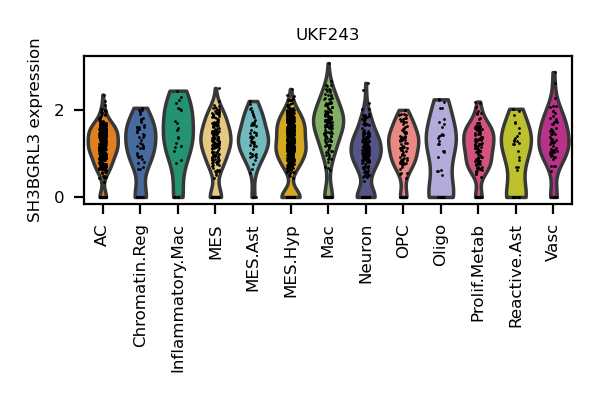 UKF243
SH3BGRL3 expression
2
0
AC
Chromatin.Reg
Inflammatory.Mac
MES
MES.Ast
MES.Hyp
Mac
Neuron
OPC
Oligo
Prolif.Metab
Reactive.Ast
Vasc